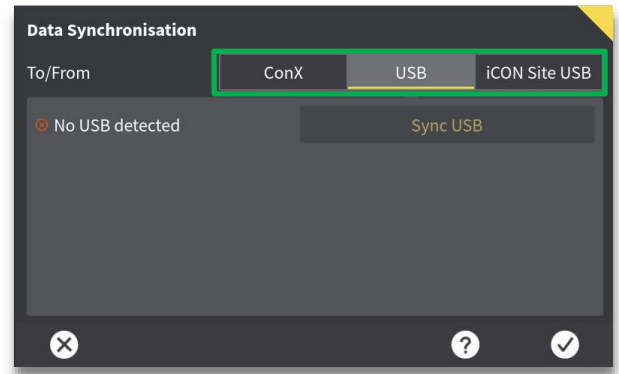 Data Synchronisation
To/From ConX USB iCON Site USB
No USB detected Sync USB
?